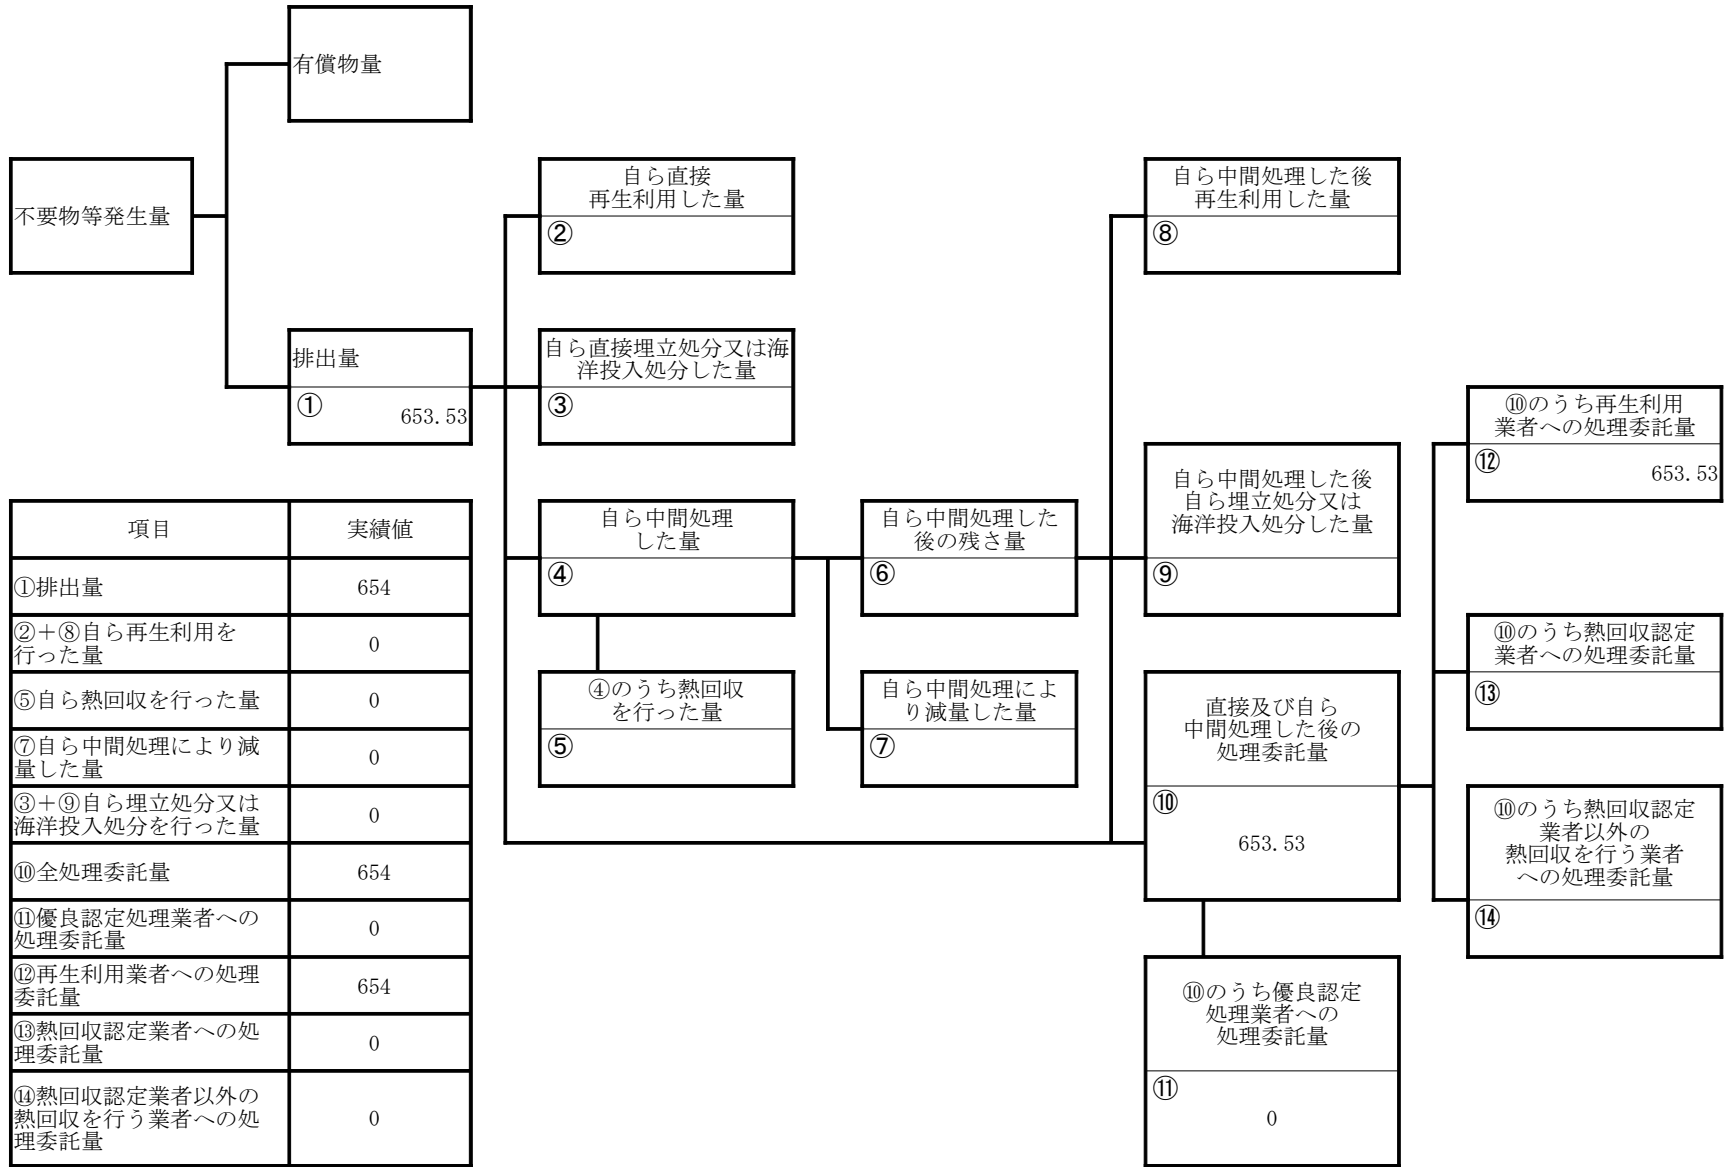 有償物量
不要物等発生量
排出量
①
653.53
自ら直接
再生利用した量
②
自ら直接埋立処分又は海
洋投入処分した量
③
自ら中間処理
した量
④
④のうち熱回収
を行った量
⑤
自ら中間処理した
後の残さ量
⑥
自ら中間処理によ
り減量した量
⑦
自ら中間処理した後
再生利用した量
⑧
自ら中間処理した後
自ら埋立処分又は
海洋投入処分した量
⑨
直接及び自ら
中間処理した後の
処理委託量
⑩
653.53
⑩のうち優良認定
処理業者への
処理委託量
⑪
0
⑩のうち再生利用
業者への処理委託量
⑫
653.53
⑩のうち熱回収認定
業者への処理委託量
⑬
⑩のうち熱回収認定
業者以外の
熱回収を行う業者
への処理委託量
⑭
項目 実績値
①排出量 654
②＋⑧自ら再生利用を
行った量 0
⑤自ら熱回収を行った量 0
⑦自ら中間処理により減
量した量 0
③＋⑨自ら埋立処分又は
海洋投入処分を行った量 0
⑩全処理委託量 654
⑪優良認定処理業者への
処理委託量 0
⑫再生利用業者への処理
委託量 654
⑬熱回収認定業者への処
理委託量 0
⑭熱回収認定業者以外の
熱回収を行う業者への処
理委託量 0